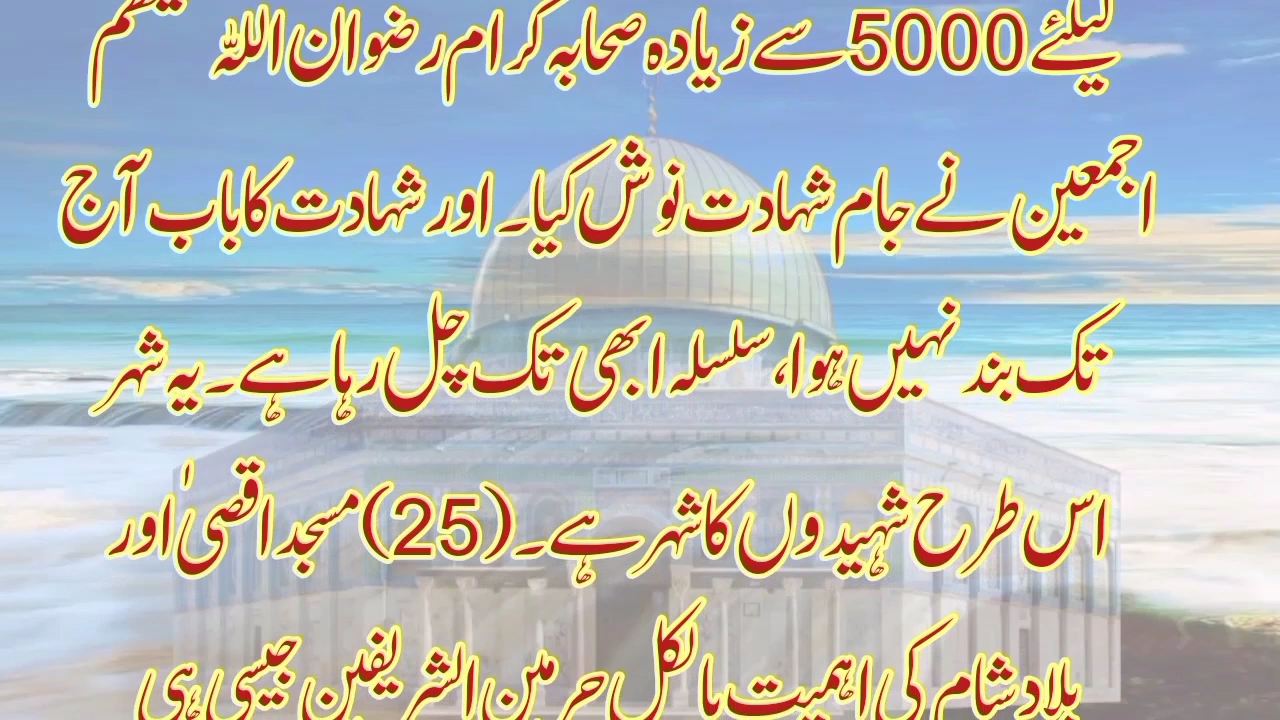 کیلئے 5000 سے زیادہ صحابہ کرام رضوان اللہ علیھم
اجمعین نے جام شہادت نوش کیا۔ اور شہادت کا باب آج
تک بند نہیں ہوا، سلسلہ ابھی تک چل رہا ہے۔ یہ شہر
اس طرح شہیدوں کا شہر ہے۔ (25) مسجد اقصیٰ اور
بلاد شام کی اہمیت بالکل حرمین الشریفین جیسی ہی